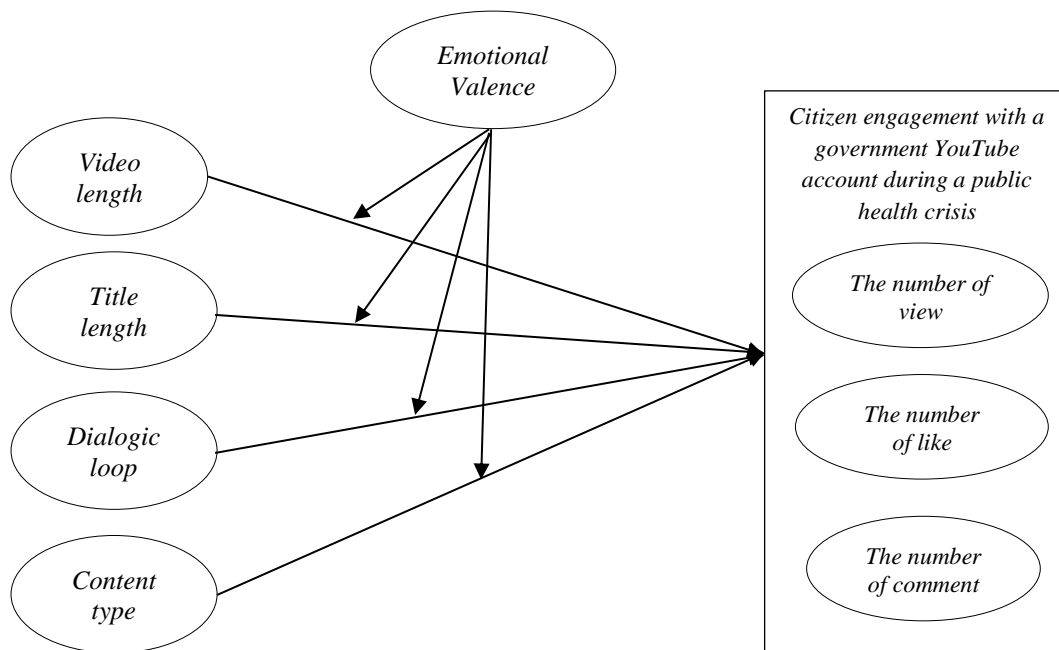 Emotional
Valence
Video
length
Title
length
Dialogic
loop
Content
type
Citizen engagement with a
government YouTube
account during a public
health crisis
The number of
view
The number
of like
The number
of comment